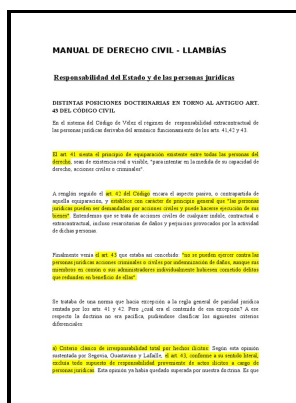 MANUAL DE DERECHO CIVIL - LLAMBÍAS
Responsabilidad del Estado y de las personas jurídicas
DISTINTAS POSICIONES DOCTRINARIAS EN TORNO AL ANTIGUO ART.
43 DEL CÓDIGO CIVIL
En el sistema del Código de Vélez el régimen de responsabilidad extracontractual de
las personas jurídicas derivaba del armónico funcionamiento de los arts. 41,42 y 43.
El art. 41 sienta el principio de equiparación existente entre todas las personas del
derecho, sean de existencia real o visible, "para intentar en la medida de su capacidad de
derecho, acciones civiles o criminales".
A renglón seguido el art. 42 del Código encara el aspecto pasivo, o contrapartida de
aquella equiparación, y establece con carácter de principio general que "las personas
jurídicas pueden ser demandadas por acciones civiles y puede hacerse ejecución de sus
bienes". Entendemos que se trata de acciones civiles de cualquier índole, contractual o
extracontractual, incluso resarcitorias de daños y perjuicios provocados por la actividad
de dichas personas.
Finalmente venía el art. 43 que estaba así concebido: "no se pueden ejercer contra las
personas jurídicas acciones criminales o civiles por indemnización de daños, aunque sus
miembros en común o sus administradores individualmente hubiesen cometido delitos
que redunden en beneficio de ellas".
Se trataba de una norma que hacía excepción a la regla general de paridad jurídica
sentada por los arts. 41 y 42. Pero ¿cuál era el contenido de esa excepción? A ese
respecto la doctrina no era pacífica, pudiéndose clasificar los siguientes criterios
diferenciales:
a) Criterio clásico de irresponsabilidad total por hechos ilícitos: Según esta opinión
sustentada por Segovia, Guastavino y Lafaille, el art. 43, conforme a su sentido literal,
excluía todo supuesto de responsabilidad proveniente de actos ilícitos a cargo de
personas jurídicas. Esta opinión ya había quedado superada por nuestra doctrina. Es que